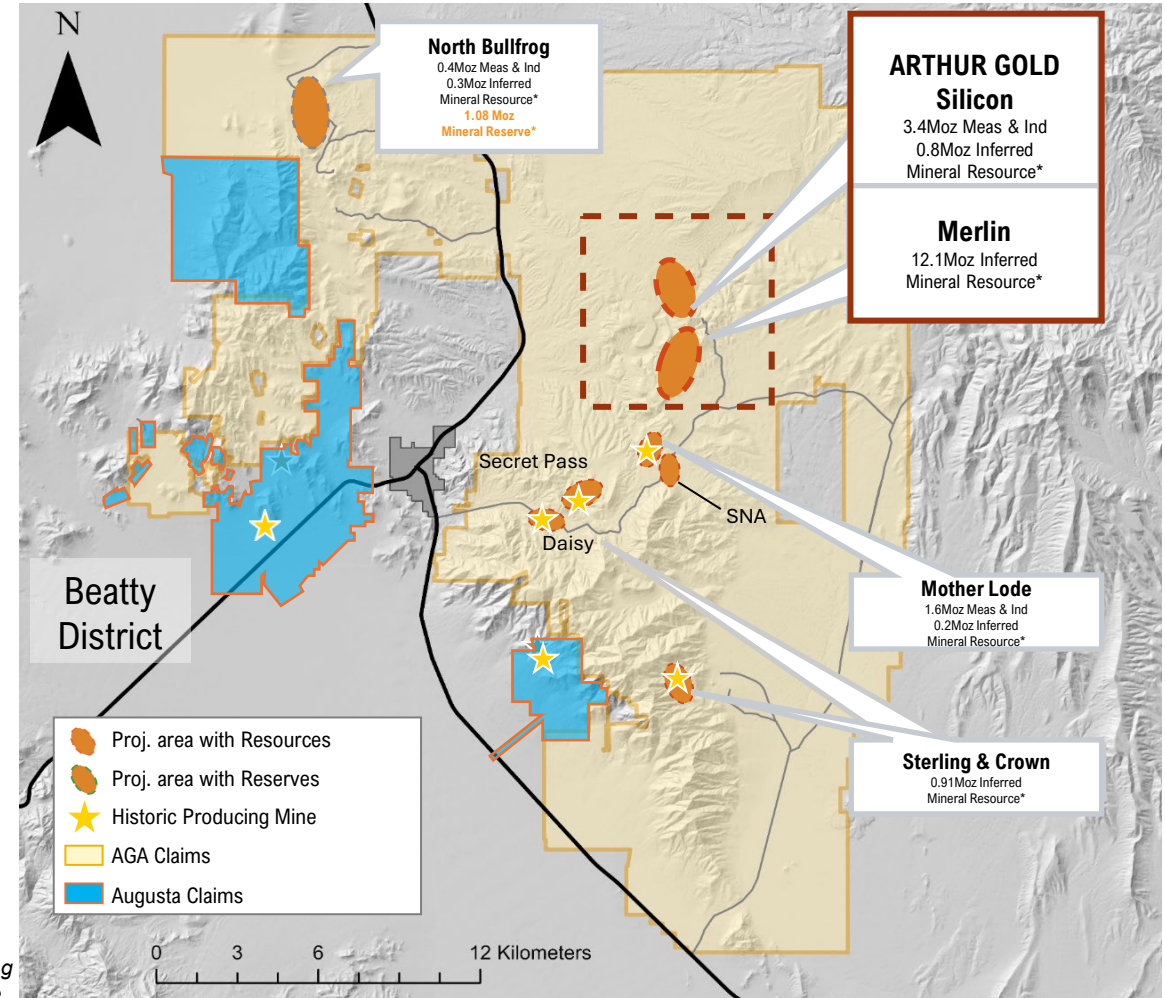 N
North Bullfrog
0.4Moz Meas & Ind
0.3Moz Inferred
Mineral Resource*
1.08 Moz
Mineral Reserve*
ARTHUR GOLD
Silicon
3.4Moz Meas & Ind
0.8Moz Inferred
Mineral Resource*
Merlin
12.1Moz Inferred
Mineral Resource*
Secret Pass
SNA
Daisy
Beatty
District
Mother Lode
1.6Moz Meas & Ind
0.2Moz Inferred
Mineral Resource*
Sterling & Crown
0.91Moz Inferred
Mineral Resource*
Proj. area with Resources
Proj. area with Reserves
Historic Producing Mine
AGA Claims
Augusta Claims
0 3 6 12 Kilometers